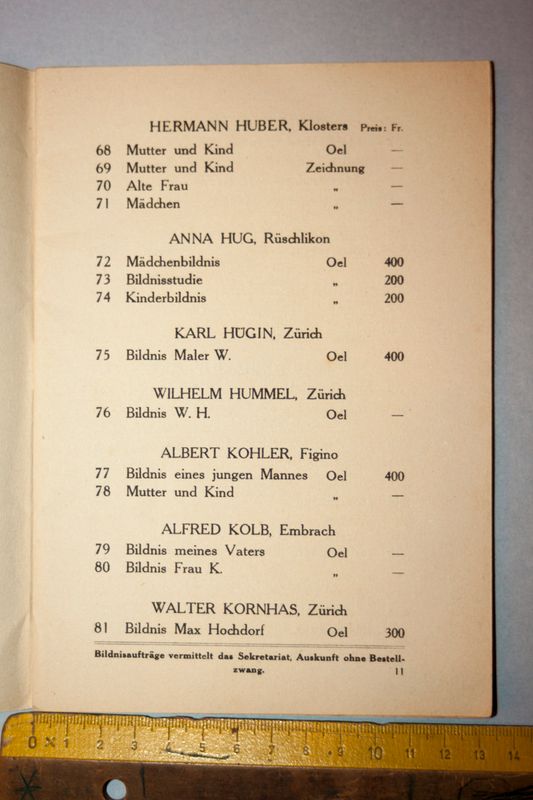 HERMANN HUBER, Klosters Preis: Fr.
68 Mutter und Kind Oel —
69 Mutter und Kind Zeichnung —
70 Alte Frau „ —
71 Mädchen „ —
ANNA HUG, Rüschlikon
72 Mädchenbildnis Oel 400
73 Bildnisstudie „ 200
74 Kinderbildnis „ 200
KARL HÜGIN, Zürich
75 Bildnis Maler W. Oel 400
WILHELM HUMMEL, Zürich
76 Bildnis W. H. Oel —
ALBERT KOHLER, Figino
77 Bildnis eines jungen Mannes Oel 400
78 Mutter und Kind „ —
ALFRED KOLB, Embrach
79 Bildnis meines Vaters Oel —
80 Bildnis Frau K. „ —
WALTER KORNHAS, Zürich
81 Bildnis Max Hochdorf Oel 300
Bildnisaufträge vermittelt das Sekretariat, Auskunft ohne Bestell-
zwang. 11
0 × 1 2 3 4 5 6 7 8 9 10 11 12 13 14